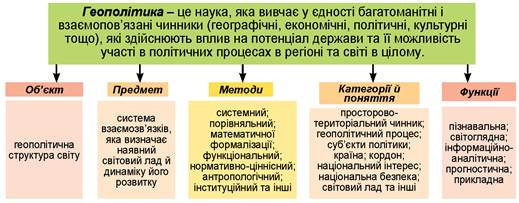 Геополітика – це наука, яка вивчає у єдності багатоманітні і
взаємопов'язані чинники (географічні, економічні, політичні, культурні
тощо), які здійснюють вплив на потенціал держави та її можливість
участі в політичних процесах в регіоні та світі в цілому.
Об'єкт
геополітична
структура світу
Предмет
система
взаємозв'язків,
яка визначає
наявний
світовий лад й
динаміку його
розвитку
Методи
системний;
порівняльний;
математичної
формалізації;
функціональний;
нормативно-ціннісний;
антропологічний;
інституційний та інші
Категорії й
поняття
просторово-
територіальний чинник;
геополітичний процес;
суб'єкти політики;
країна; кордон;
національний інтерес;
національна безпека;
світовий лад та інші
Функції
пізнавальна;
світоглядна;
інформаційно-
аналітична;
прогностична;
прикладна